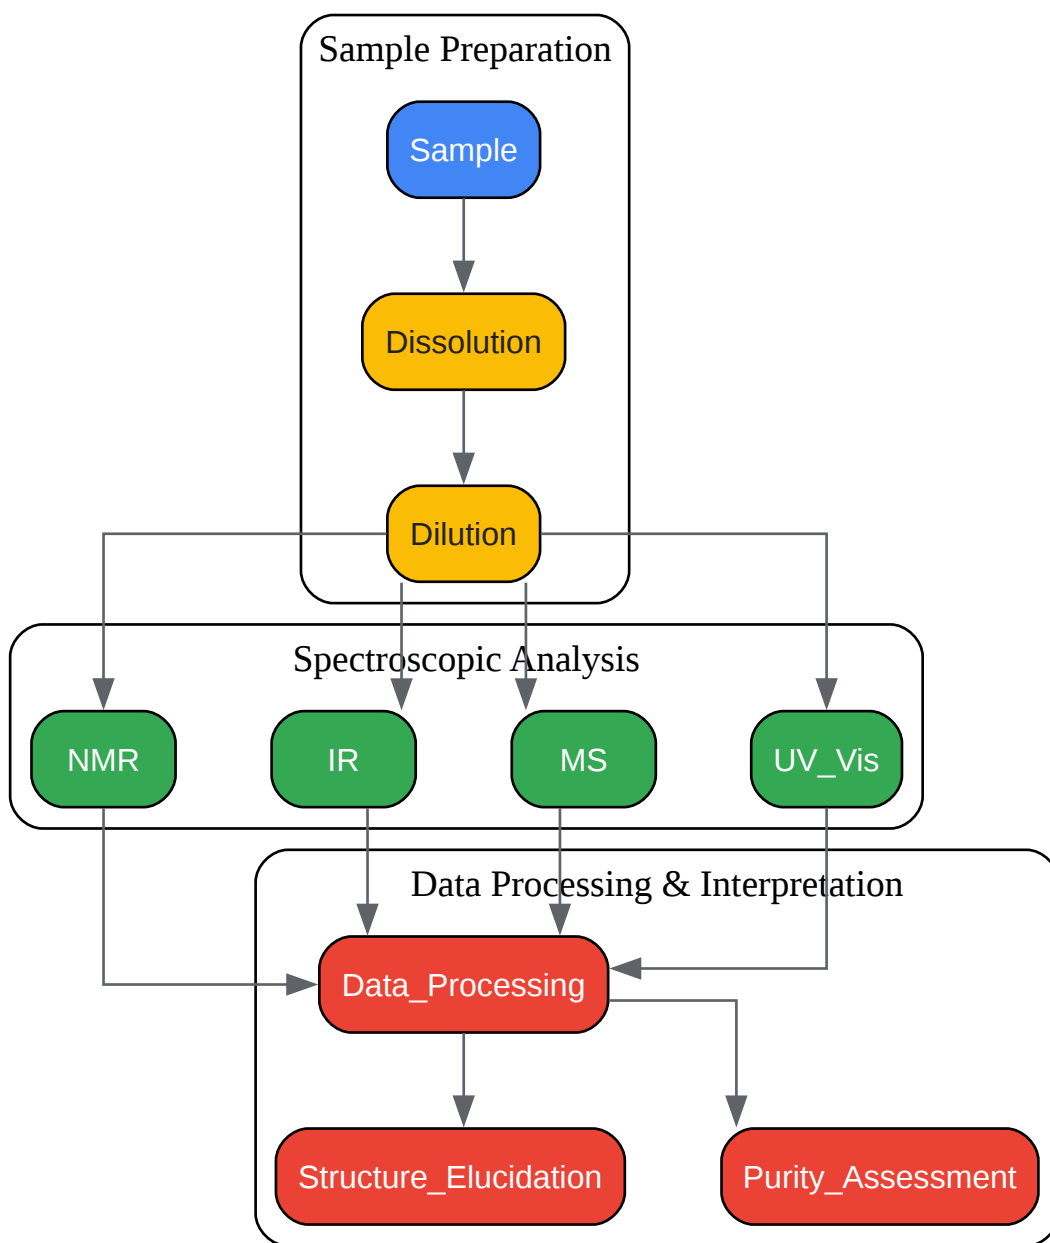 Sample Preparation
Sample
Dissolution
Dilution
Spectroscopic Analysis
NMR
IR
MS
UV_Vis
Data Processing & Interpretation
Data_Processing
Structure_Elucidation
Purity_Assessment